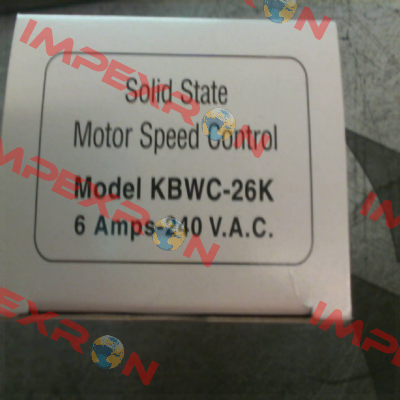 Solid State
Motor Speed Control
Model KBWC-26K
6 Amps-240 V.A.C.
IMPEXRON
IMPEXRON
IMPEXRON